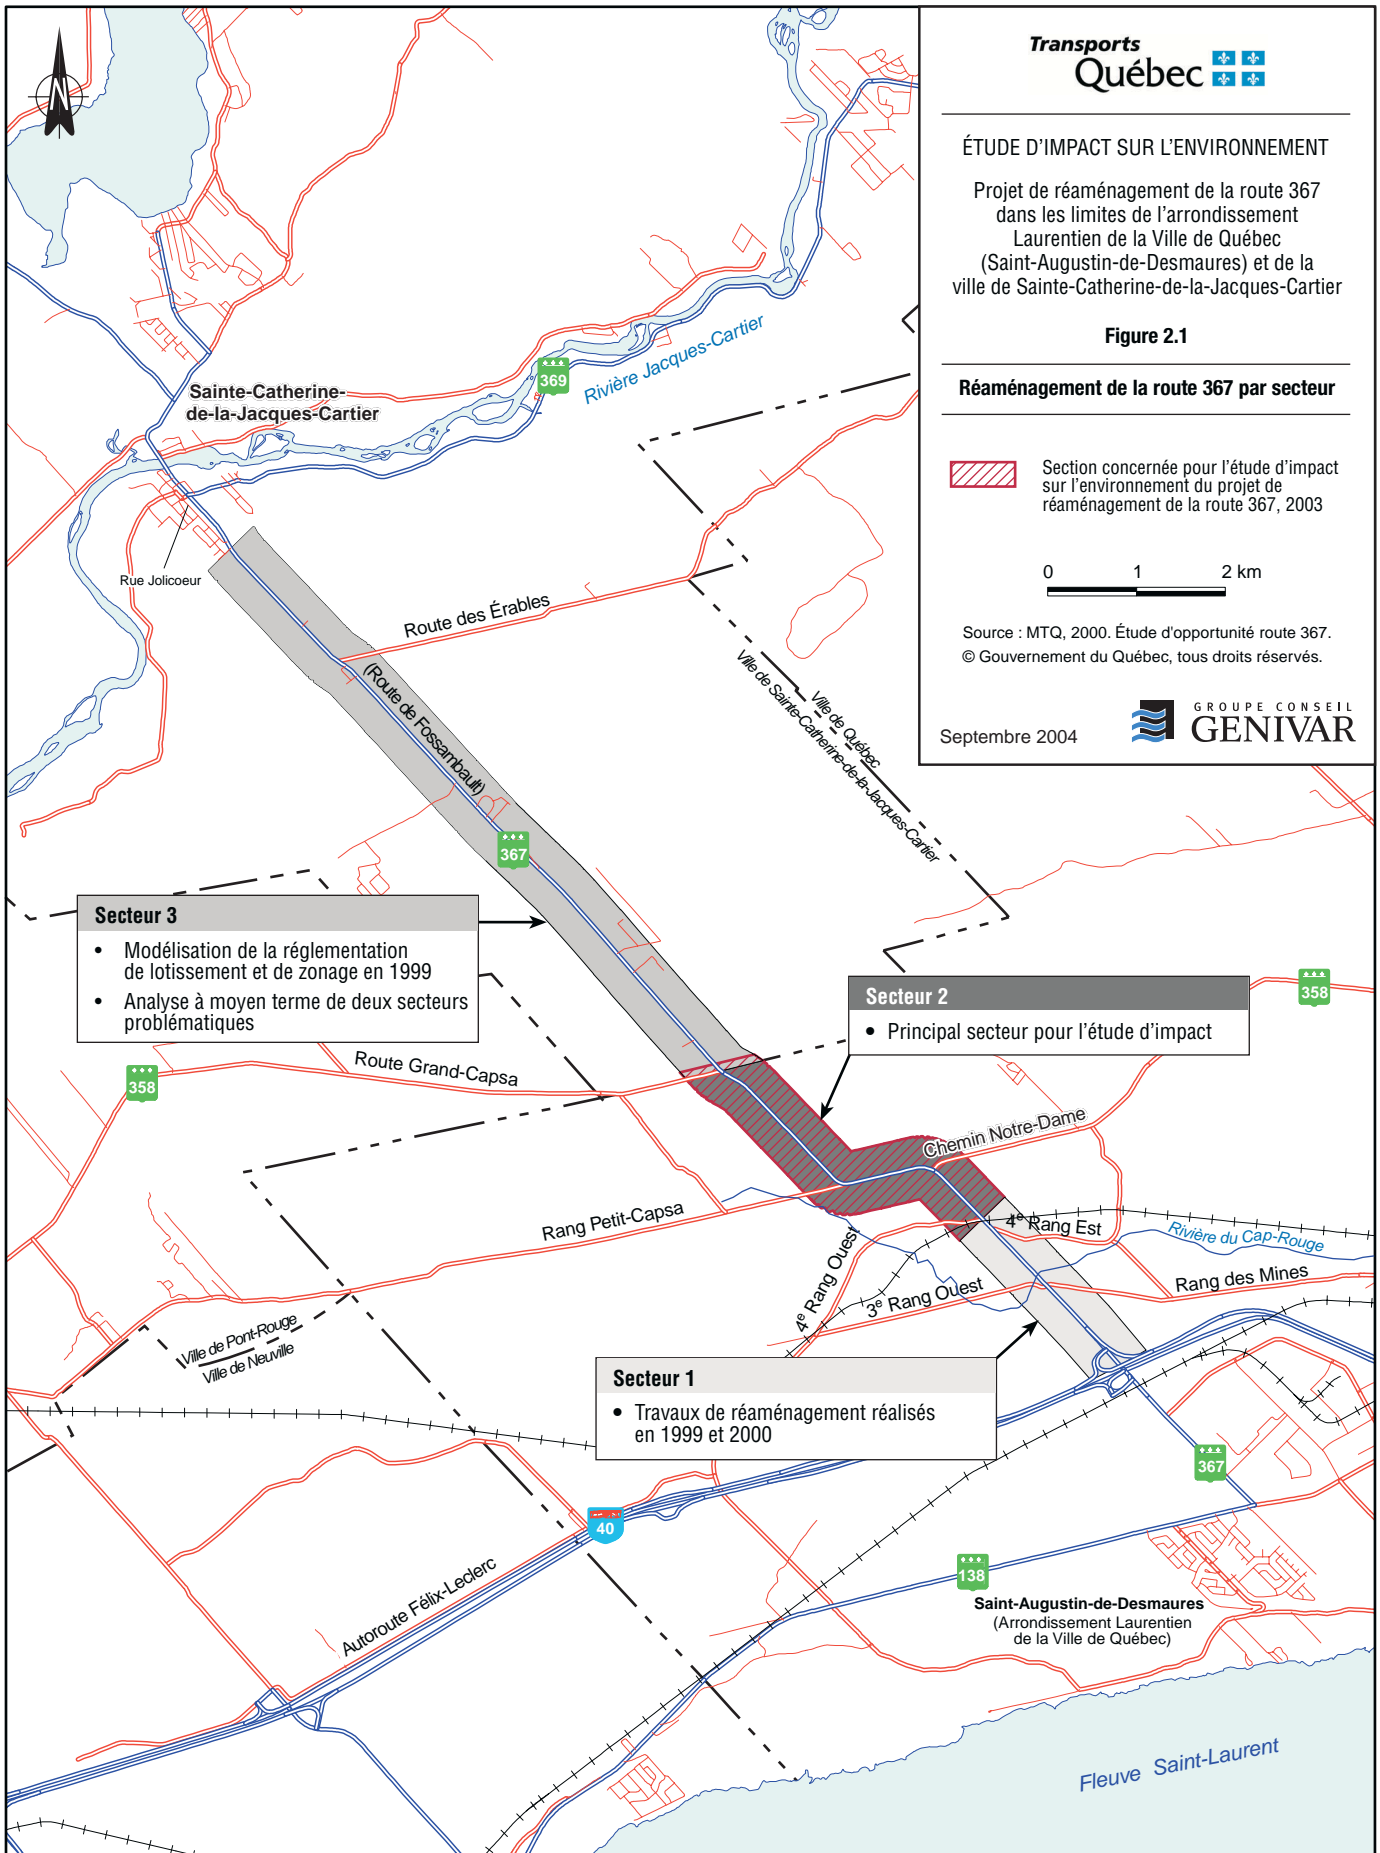 N
Transports
Québec
ÉTUDE D'IMPACT SUR L'ENVIRONNEMENT
Projet de réaménagement de la route 367
dans les limites de l'arrondissement
Laurentien de la Ville de Québec
(Saint-Augustin-de-Desmaures) et de la
ville de Sainte-Catherine-de-la-Jacques-Cartier
Figure 2.1
Réaménagement de la route 367 par secteur
Section concernée pour l'étude d'impact
sur l'environnement du projet de
réaménagement de la route 367, 2003
0 1 2 km
Source : MTQ, 2000. Étude d'opportunité route 367.
© Gouvernement du Québec, tous droits réservés.
Septembre 2004
GROUPE CONSEIL
GENIVAR
369
Rivière Jacques-Cartier
Sainte-Catherine-
de-la-Jacques-Cartier
Rue Jolicoeur
Route des Érables
(Route de Fossambault)
Ville de Québec
Ville de Sainte-Catherine-de-la-Jacques-Cartier
367
Secteur 3
• Modélisation de la réglementation
de lotissement et de zonage en 1999
• Analyse à moyen terme de deux secteurs
problématiques
Secteur 2
• Principal secteur pour l'étude d'impact
358
358
Route Grand-Capsa
Chemin Notre-Dame
Rang Petit-Capsa
4e Rang Est
Rivière du Cap-Rouge
4e Rang Ouest
3e Rang Ouest
Rang des Mines
Ville de Pont-Rouge
Ville de Neuville
Secteur 1
• Travaux de réaménagement réalisés
en 1999 et 2000
367
40
Autoroute Félix-Leclerc
138
Saint-Augustin-de-Desmaures
(Arrondissement Laurentien
de la Ville de Québec)
Fleuve Saint-Laurent